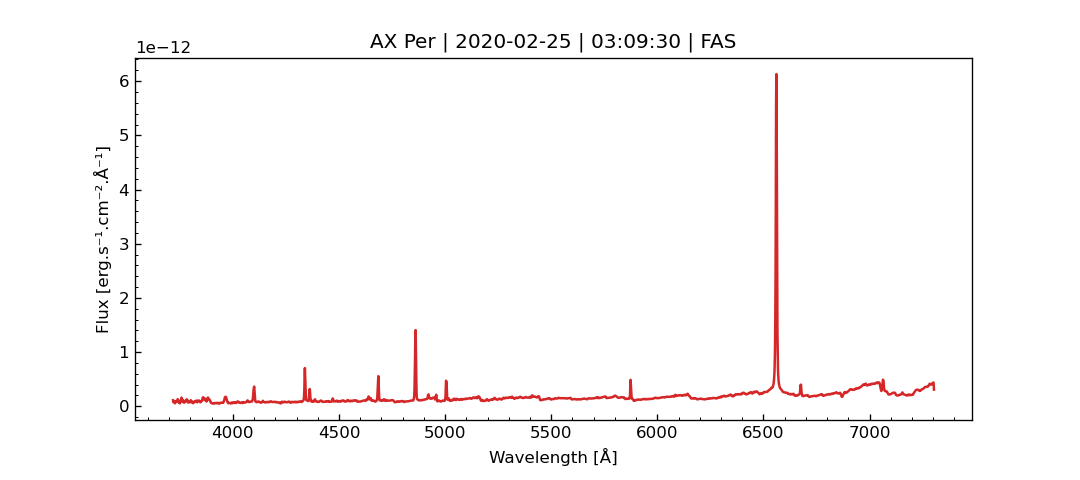 AX Per | 2020-02-25 | 03:09:30 | FAS
1e−12
6
5
4
3
2
1
0
Flux [erg.s⁻¹.cm⁻².Å⁻¹]
4000 4500 5000 5500 6000 6500 7000
Wavelength [Å]